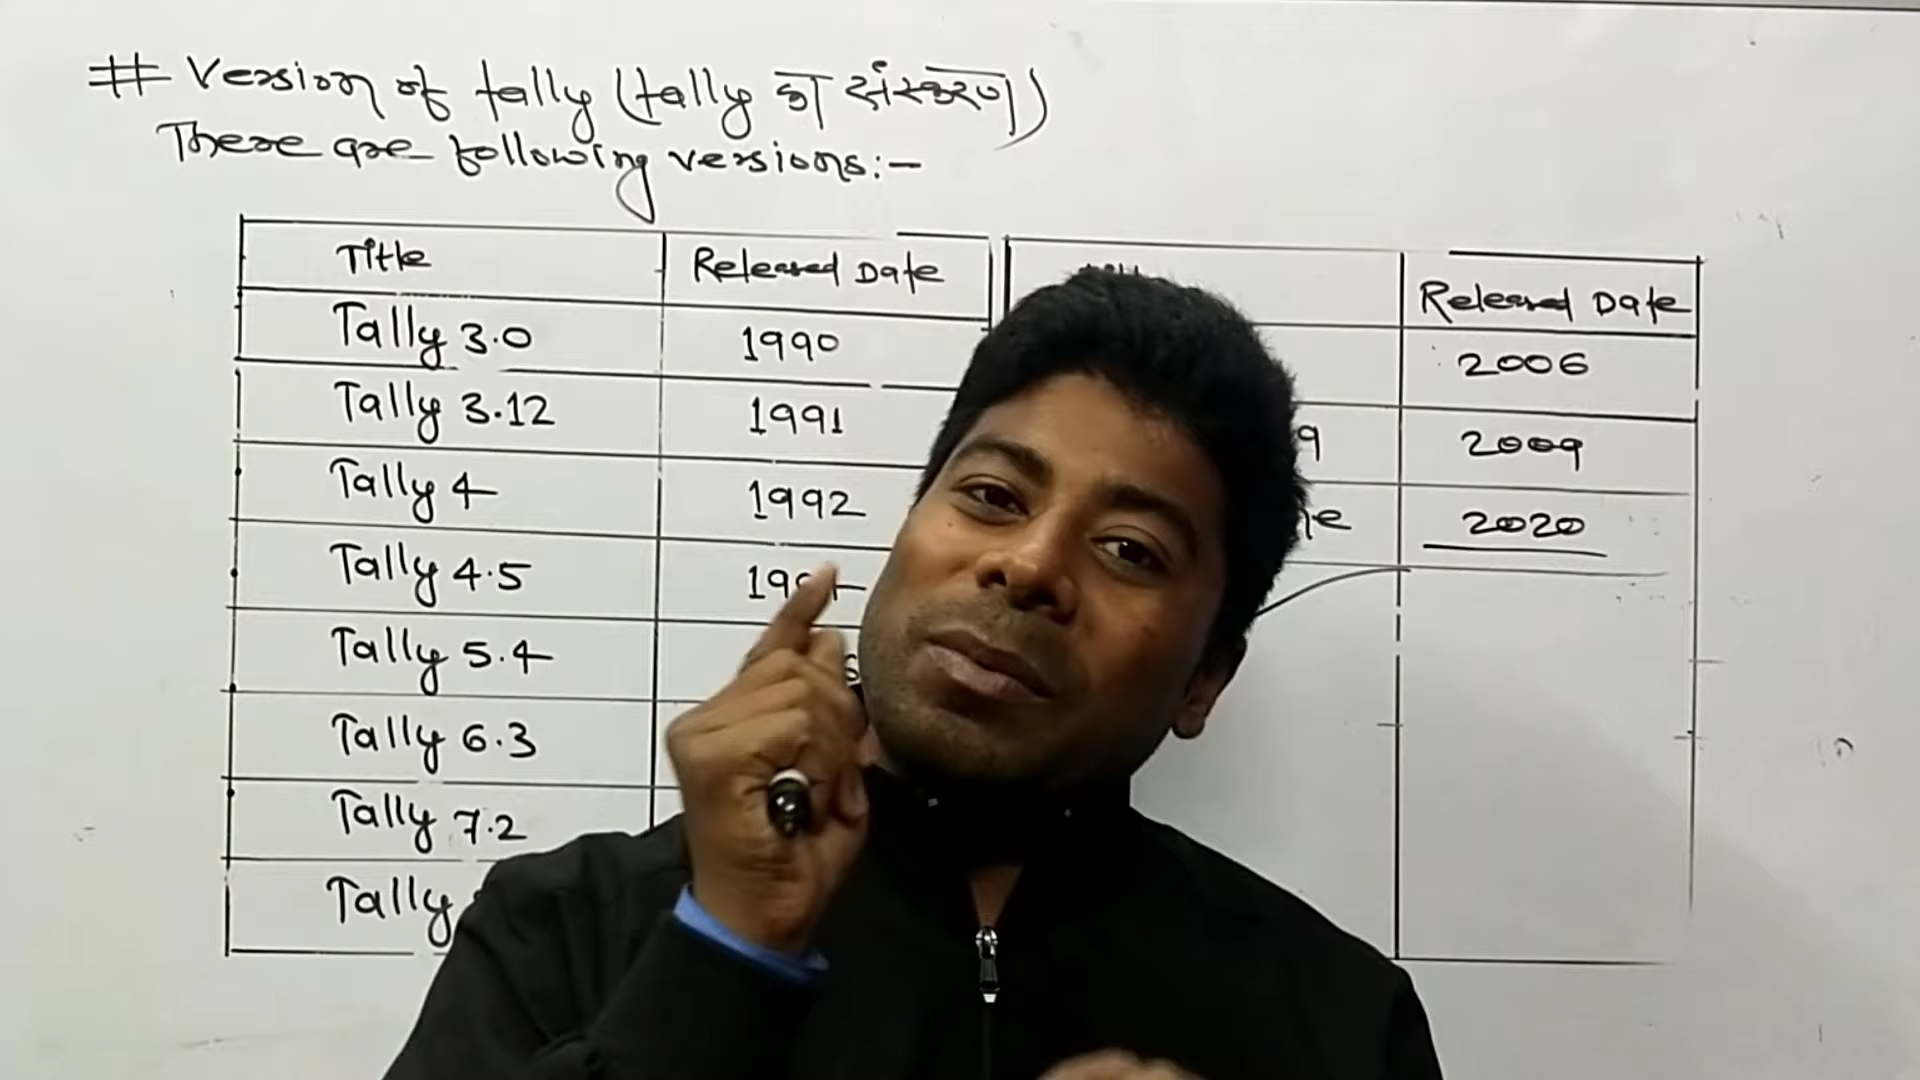 # Version of tally (tally का संस्करण)
There are following versions:-
Title Released Date
Tally 3.0 1990
Tally 3.12 1991
Tally 4 1992
Tally 4.5
Tally 5.4
Tally 6.3
Tally 7.2
Tally
Released Date
2006
9 2009
2020